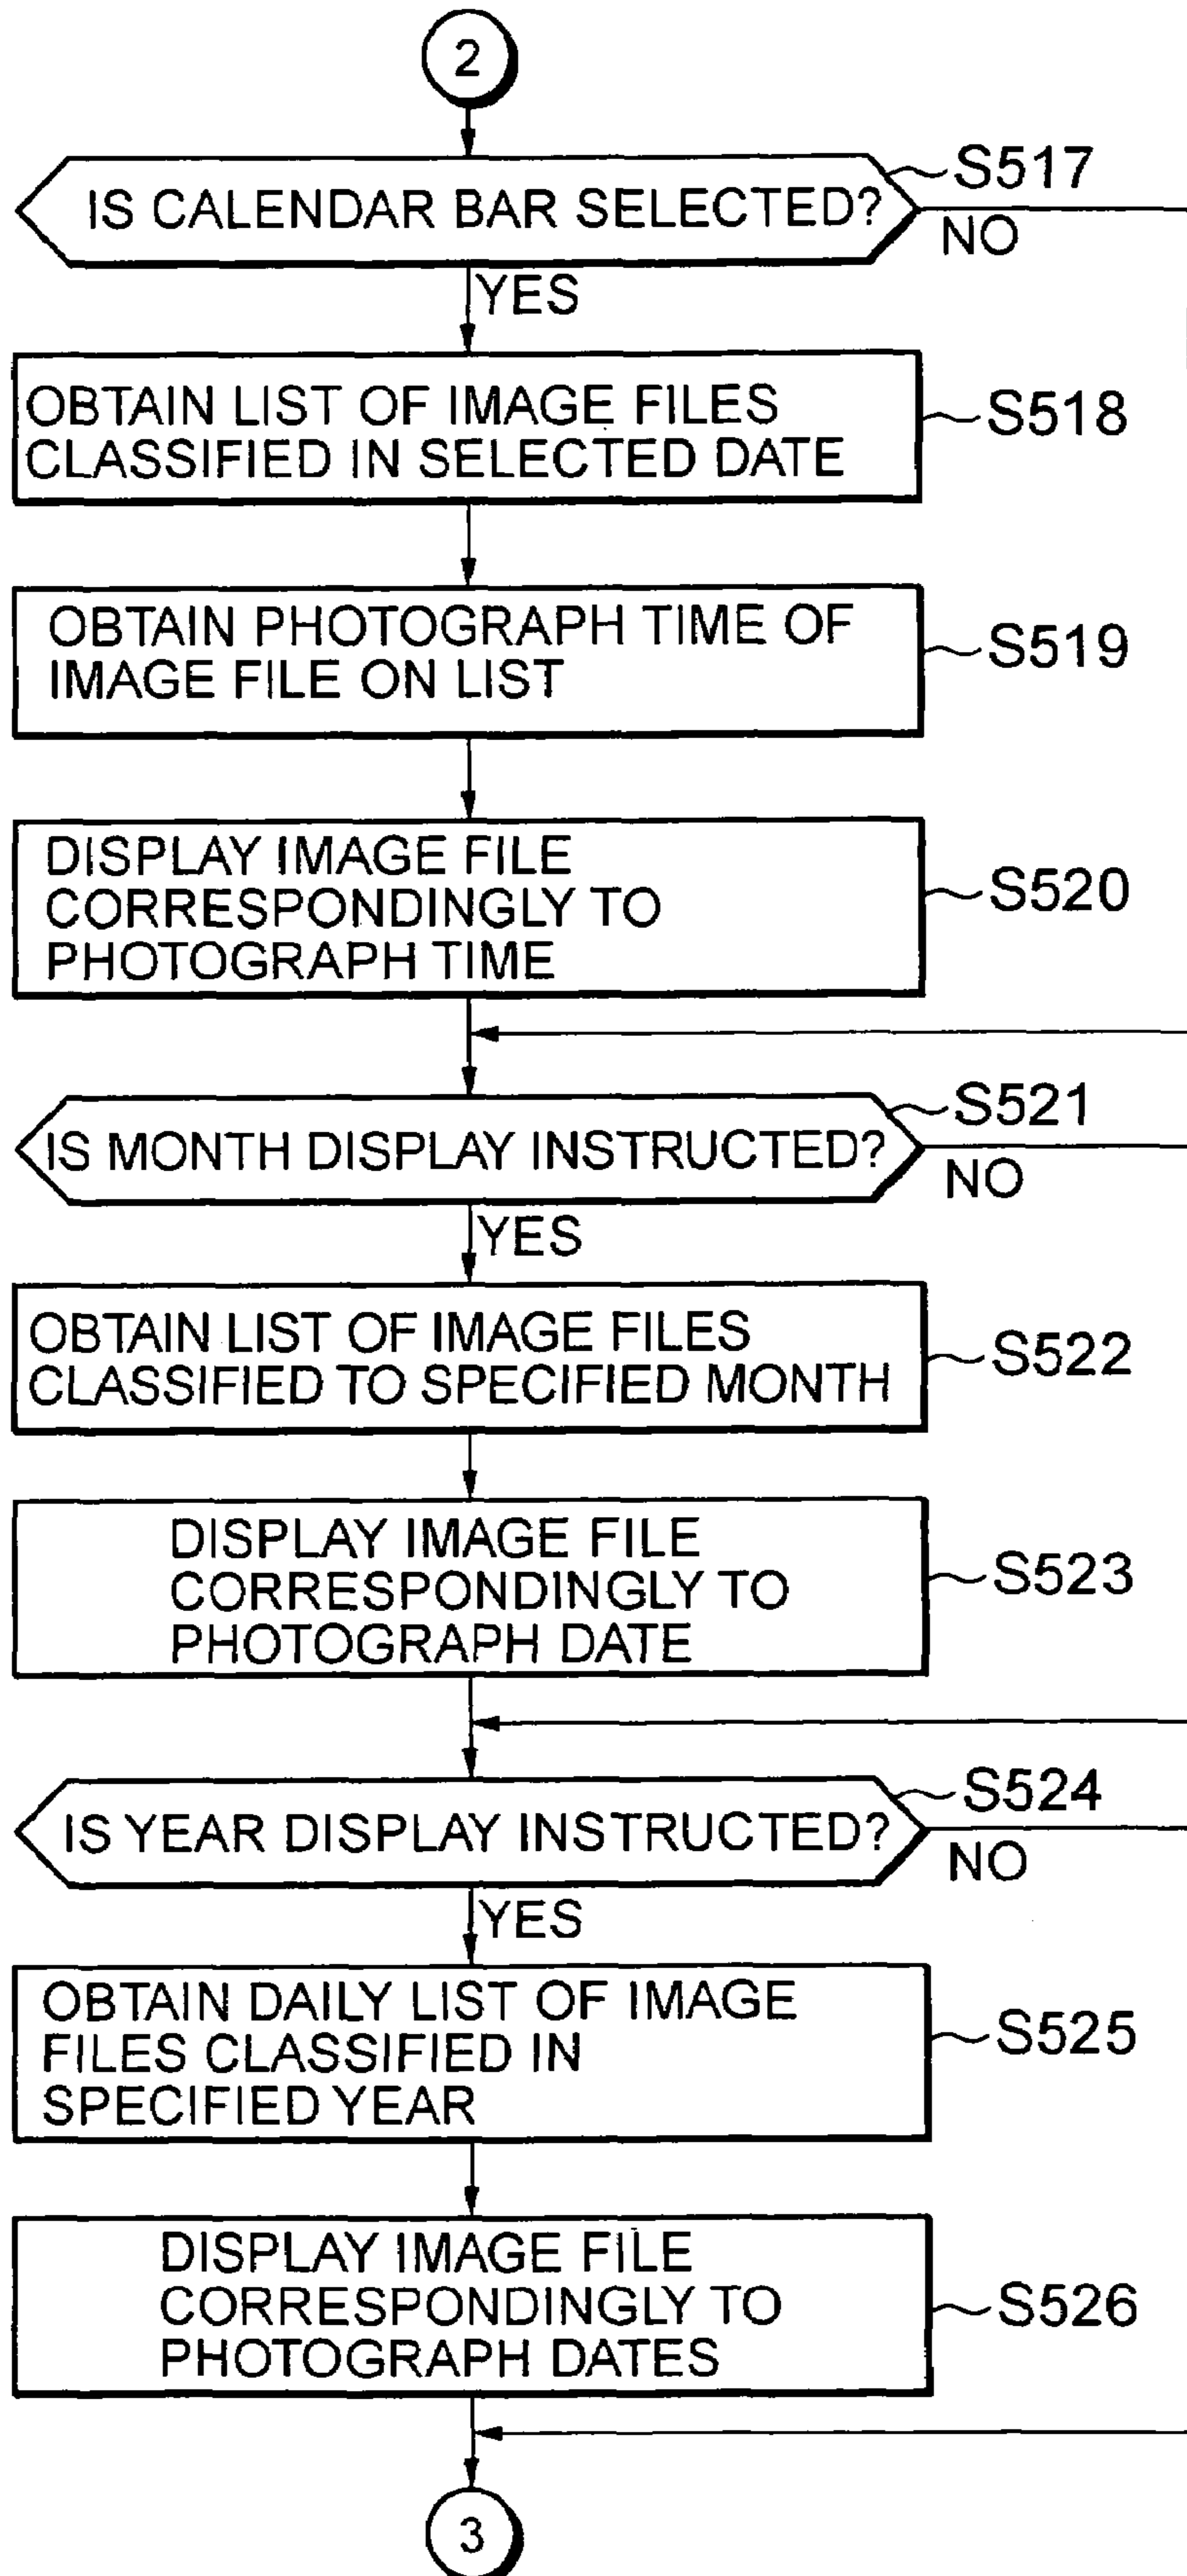 2
IS CALENDAR BAR SELECTED?
S517
NO
YES
OBTAIN LIST OF IMAGE FILES
CLASSIFIED IN SELECTED DATE
S518
OBTAIN PHOTOGRAPH TIME OF
IMAGE FILE ON LIST
S519
DISPLAY IMAGE FILE
CORRESPONDINGLY TO
PHOTOGRAPH TIME
S520
IS MONTH DISPLAY INSTRUCTED?
S521
NO
YES
OBTAIN LIST OF IMAGE FILES
CLASSIFIED TO SPECIFIED MONTH
S522
DISPLAY IMAGE FILE
CORRESPONDINGLY TO
PHOTOGRAPH DATE
S523
IS YEAR DISPLAY INSTRUCTED?
S524
NO
YES
OBTAIN DAILY LIST OF IMAGE
FILES CLASSIFIED IN
SPECIFIED YEAR
S525
DISPLAY IMAGE FILE
CORRESPONDINGLY TO
PHOTOGRAPH DATES
S526
3